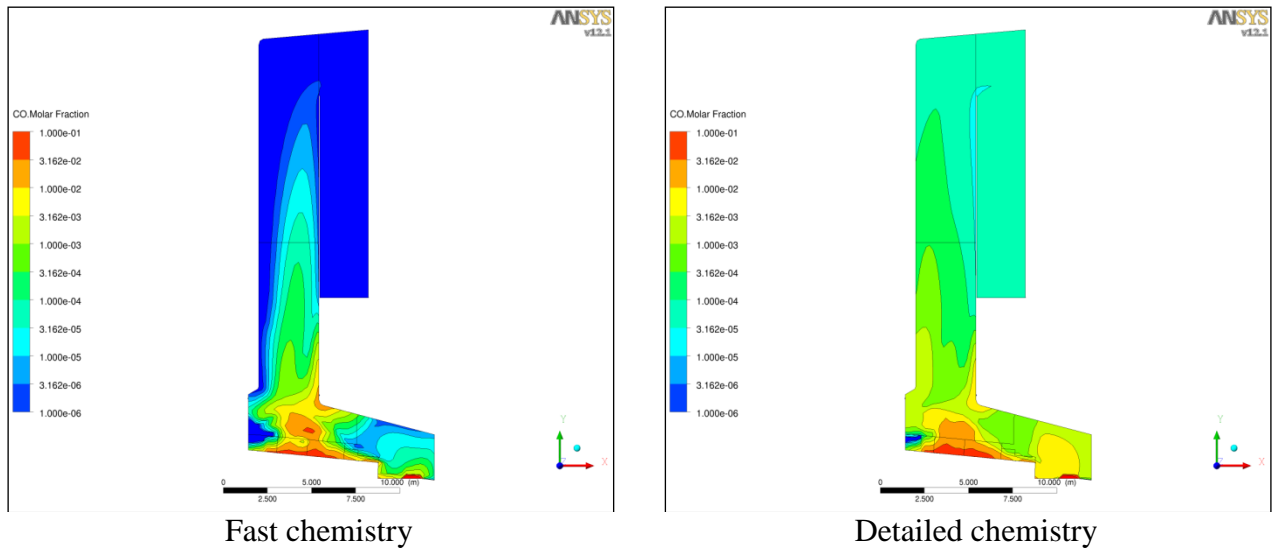 ANSYS
v12.1
CO.Molar Fraction
1.000e-01
3.162e-02
1.000e-02
3.162e-03
1.000e-03
3.162e-04
1.000e-04
3.162e-05
1.000e-05
3.162e-06
1.000e-06
Y
X
Z
0 5.000 10.000 (m)
2.500 7.500
Fast chemistry
ANSYS
v12.1
CO.Molar Fraction
1.000e-01
3.162e-02
1.000e-02
3.162e-03
1.000e-03
3.162e-04
1.000e-04
3.162e-05
1.000e-05
3.162e-06
1.000e-06
Y
X
Z
0 5.000 10.000 (m)
2.500 7.500
Detailed chemistry